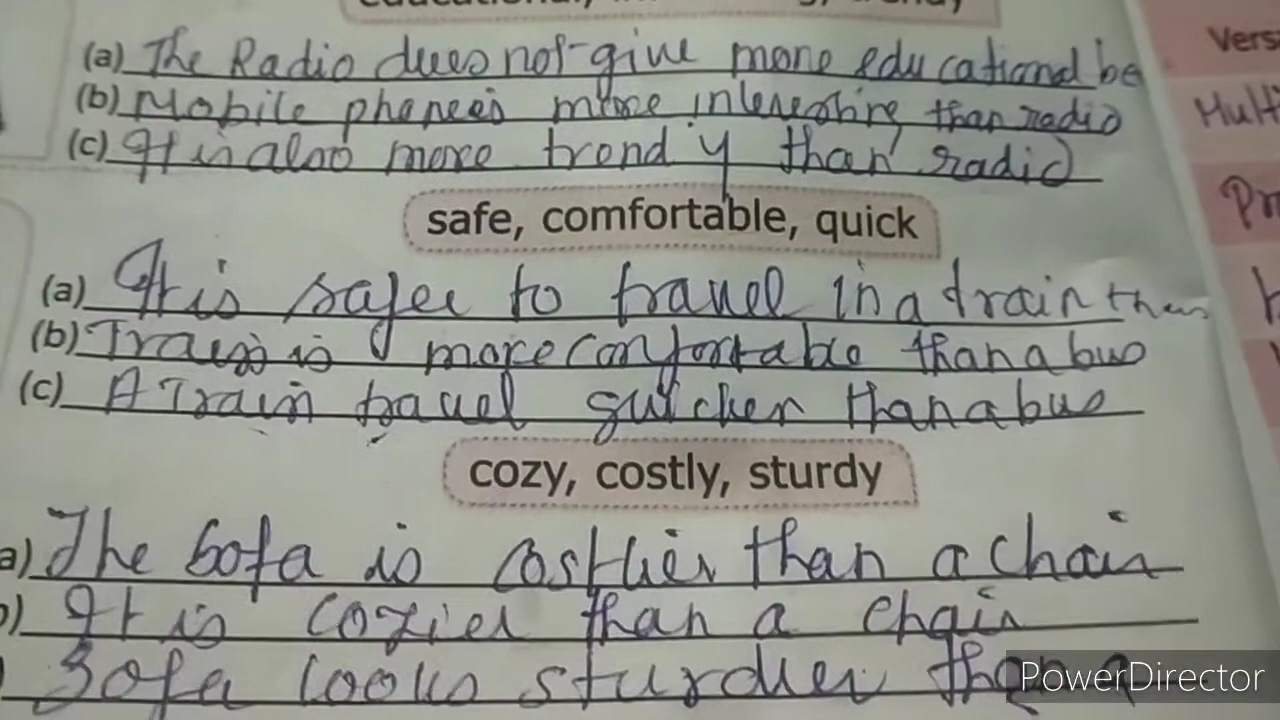 (a) The Radio does not give more educational be
Versi
(b) Mobile phone is more interesting than radio
Multi
(c) It is also more trendy than radio
safe, comfortable, quick
(a) It is safer to travel in a train than
(b) Train is more comfortable than a bus
(c) A Train travel quicker than a bus
cozy, costly, sturdy
a) The Sofa is costlier than a chair
b) It is cozier than a chair
Sofa looks sturdier than a
PowerDirector